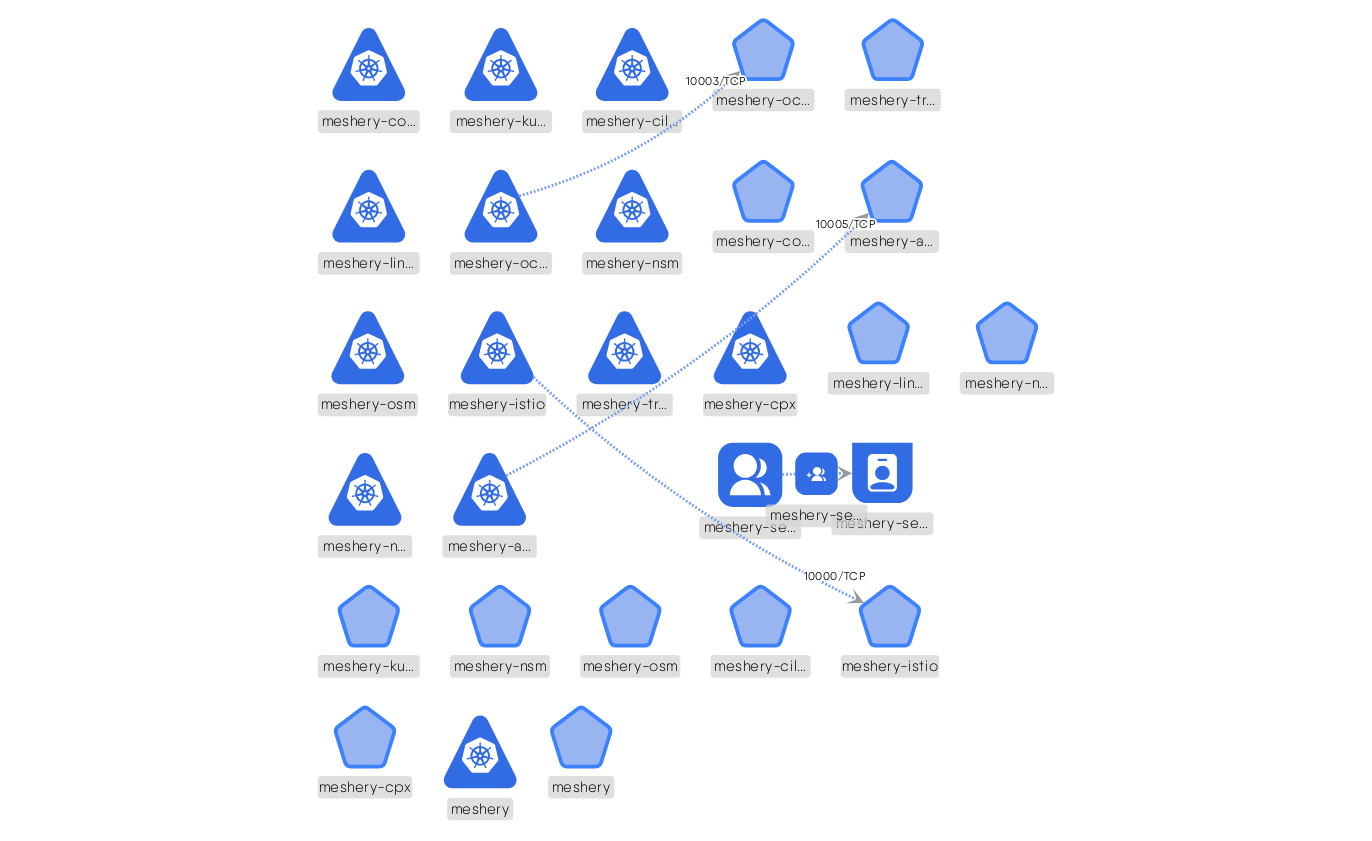 10003/TCP
meshery-co...
meshery-ku...
meshery-cil...
meshery-oc...
meshery-tr...
10005/TCP
meshery-lin...
meshery-oc...
meshery-nsm
meshery-co...
meshery-a...
meshery-osm
meshery-istio
meshery-tr...
meshery-cpx
meshery-lin...
meshery-n...
meshery-n...
meshery-a...
meshery-se...
meshery-se...
meshery-se...
10000/TCP
meshery-ku...
meshery-nsm
meshery-osm
meshery-cil...
meshery-istio
meshery-cpx
meshery
meshery